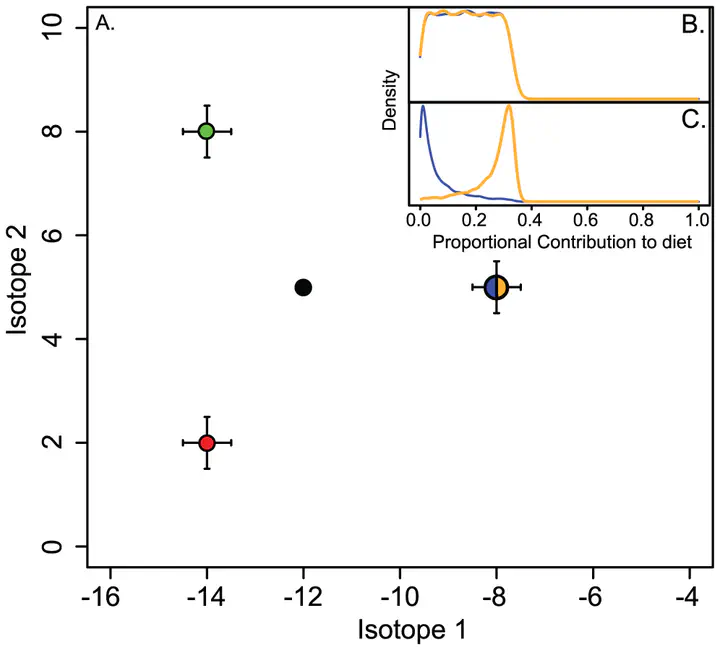 A.
B.
C.
Density
0.0 0.2 0.4 0.6 0.8 1.0
Proportional Contribution to diet
10
8
6
4
2
0
Isotope 2
-16 -14 -12 -10 -8 -6 -4
Isotope 1